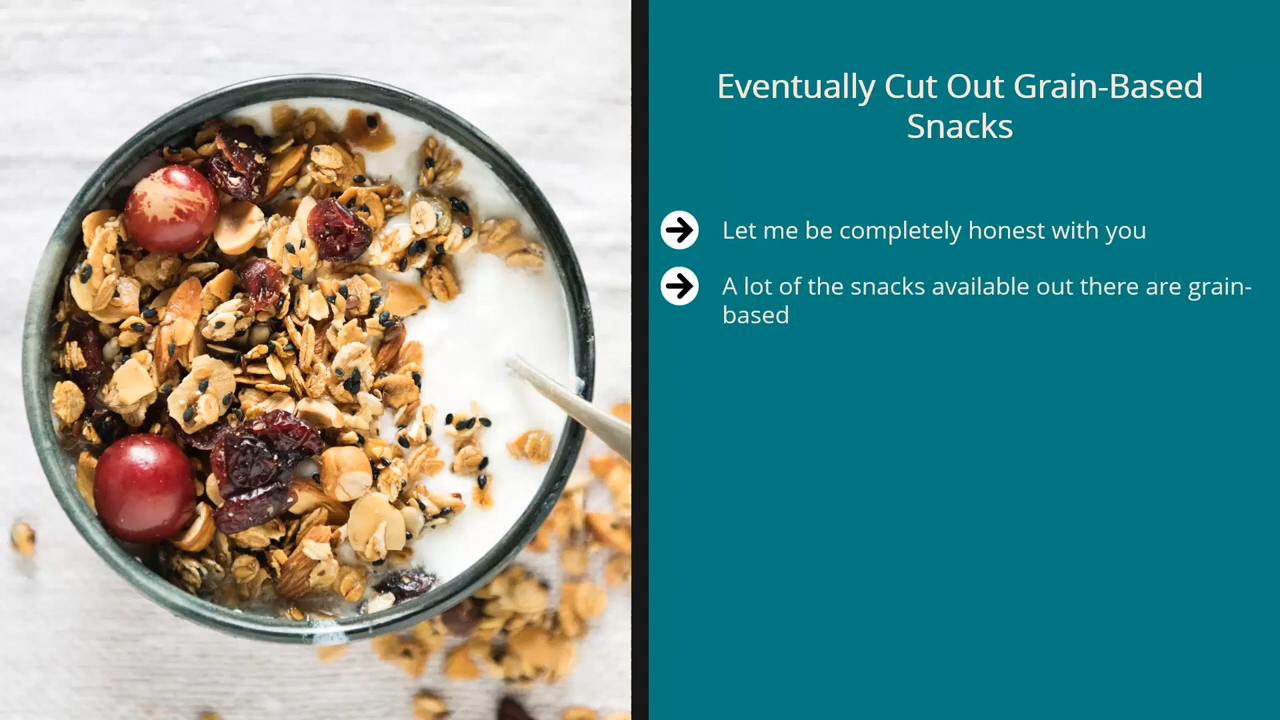 Eventually Cut Out Grain-Based
Snacks
Let me be completely honest with you
A lot of the snacks available out there are grain-
based